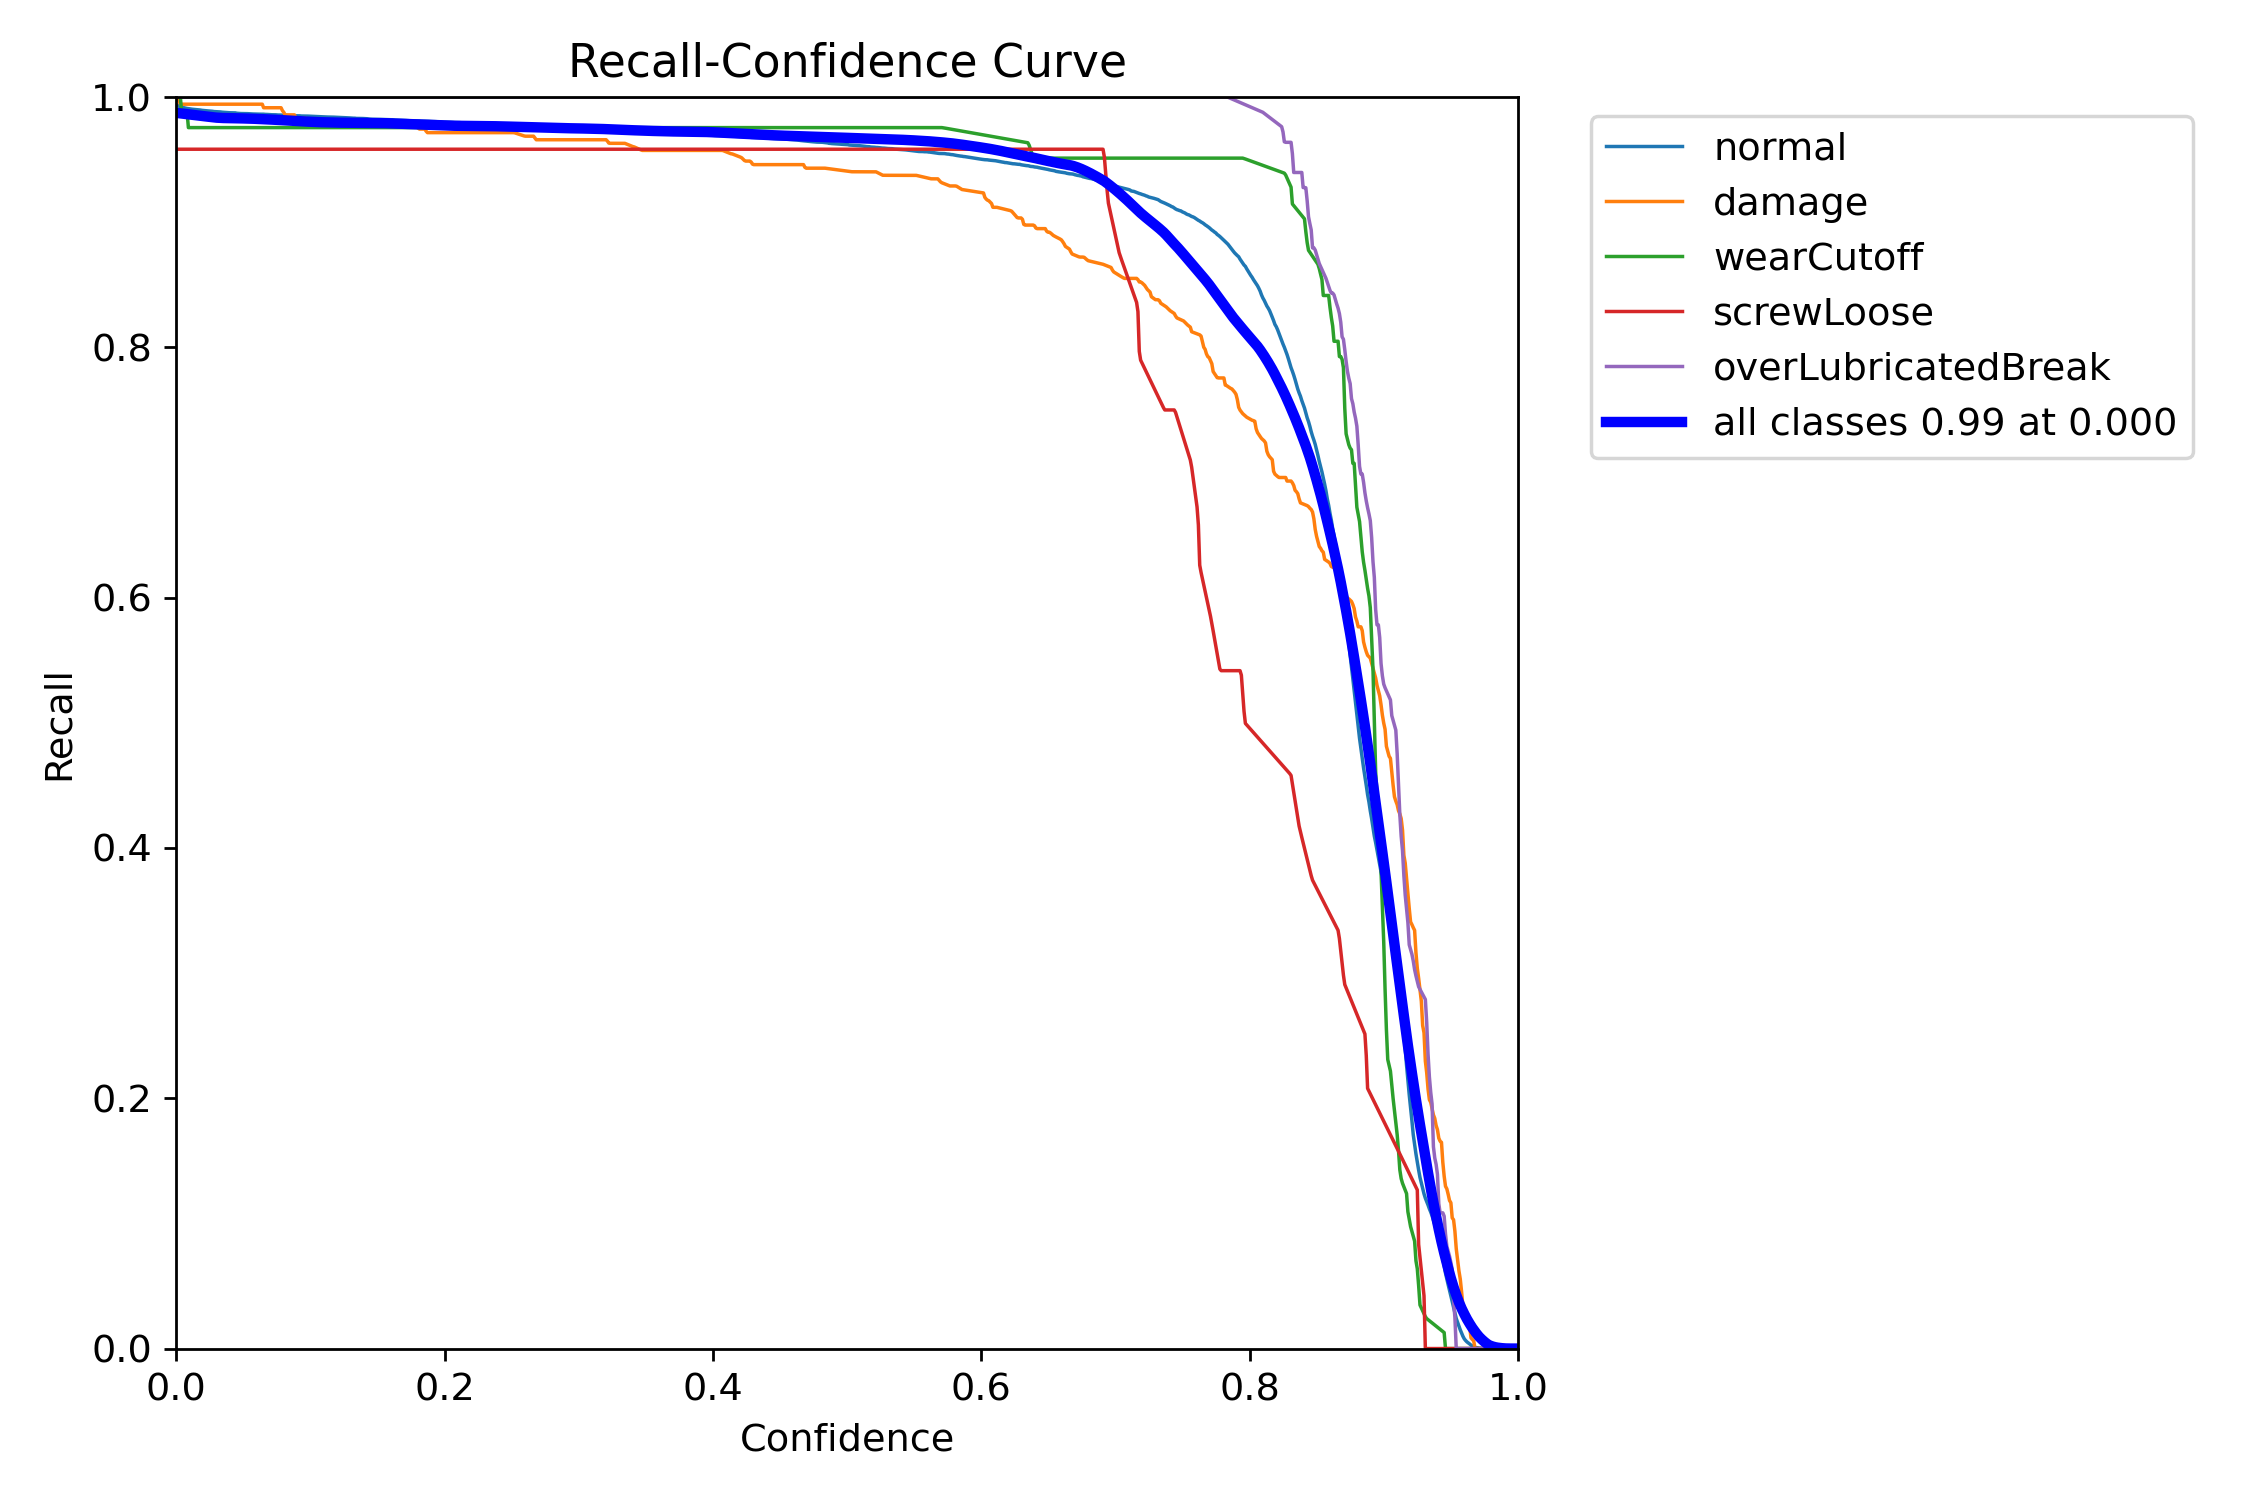 Recall-Confidence Curve
1.0
0.8
0.6
0.4
0.2
0.0
Recall
0.0 0.2 0.4 0.6 0.8 1.0
Confidence
normal
damage
wearCutoff
screwLoose
overLubricatedBreak
all classes 0.99 at 0.000